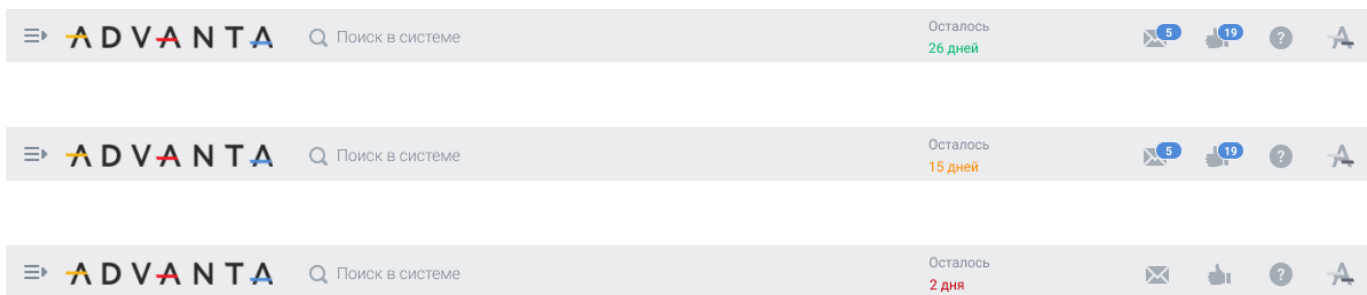 ADVANTA Поиск в системе Осталось 5 19 ?
26 дней
ADVANTA Поиск в системе Осталось 5 19 ?
15 дней
ADVANTA Поиск в системе Осталось ?
2 дня